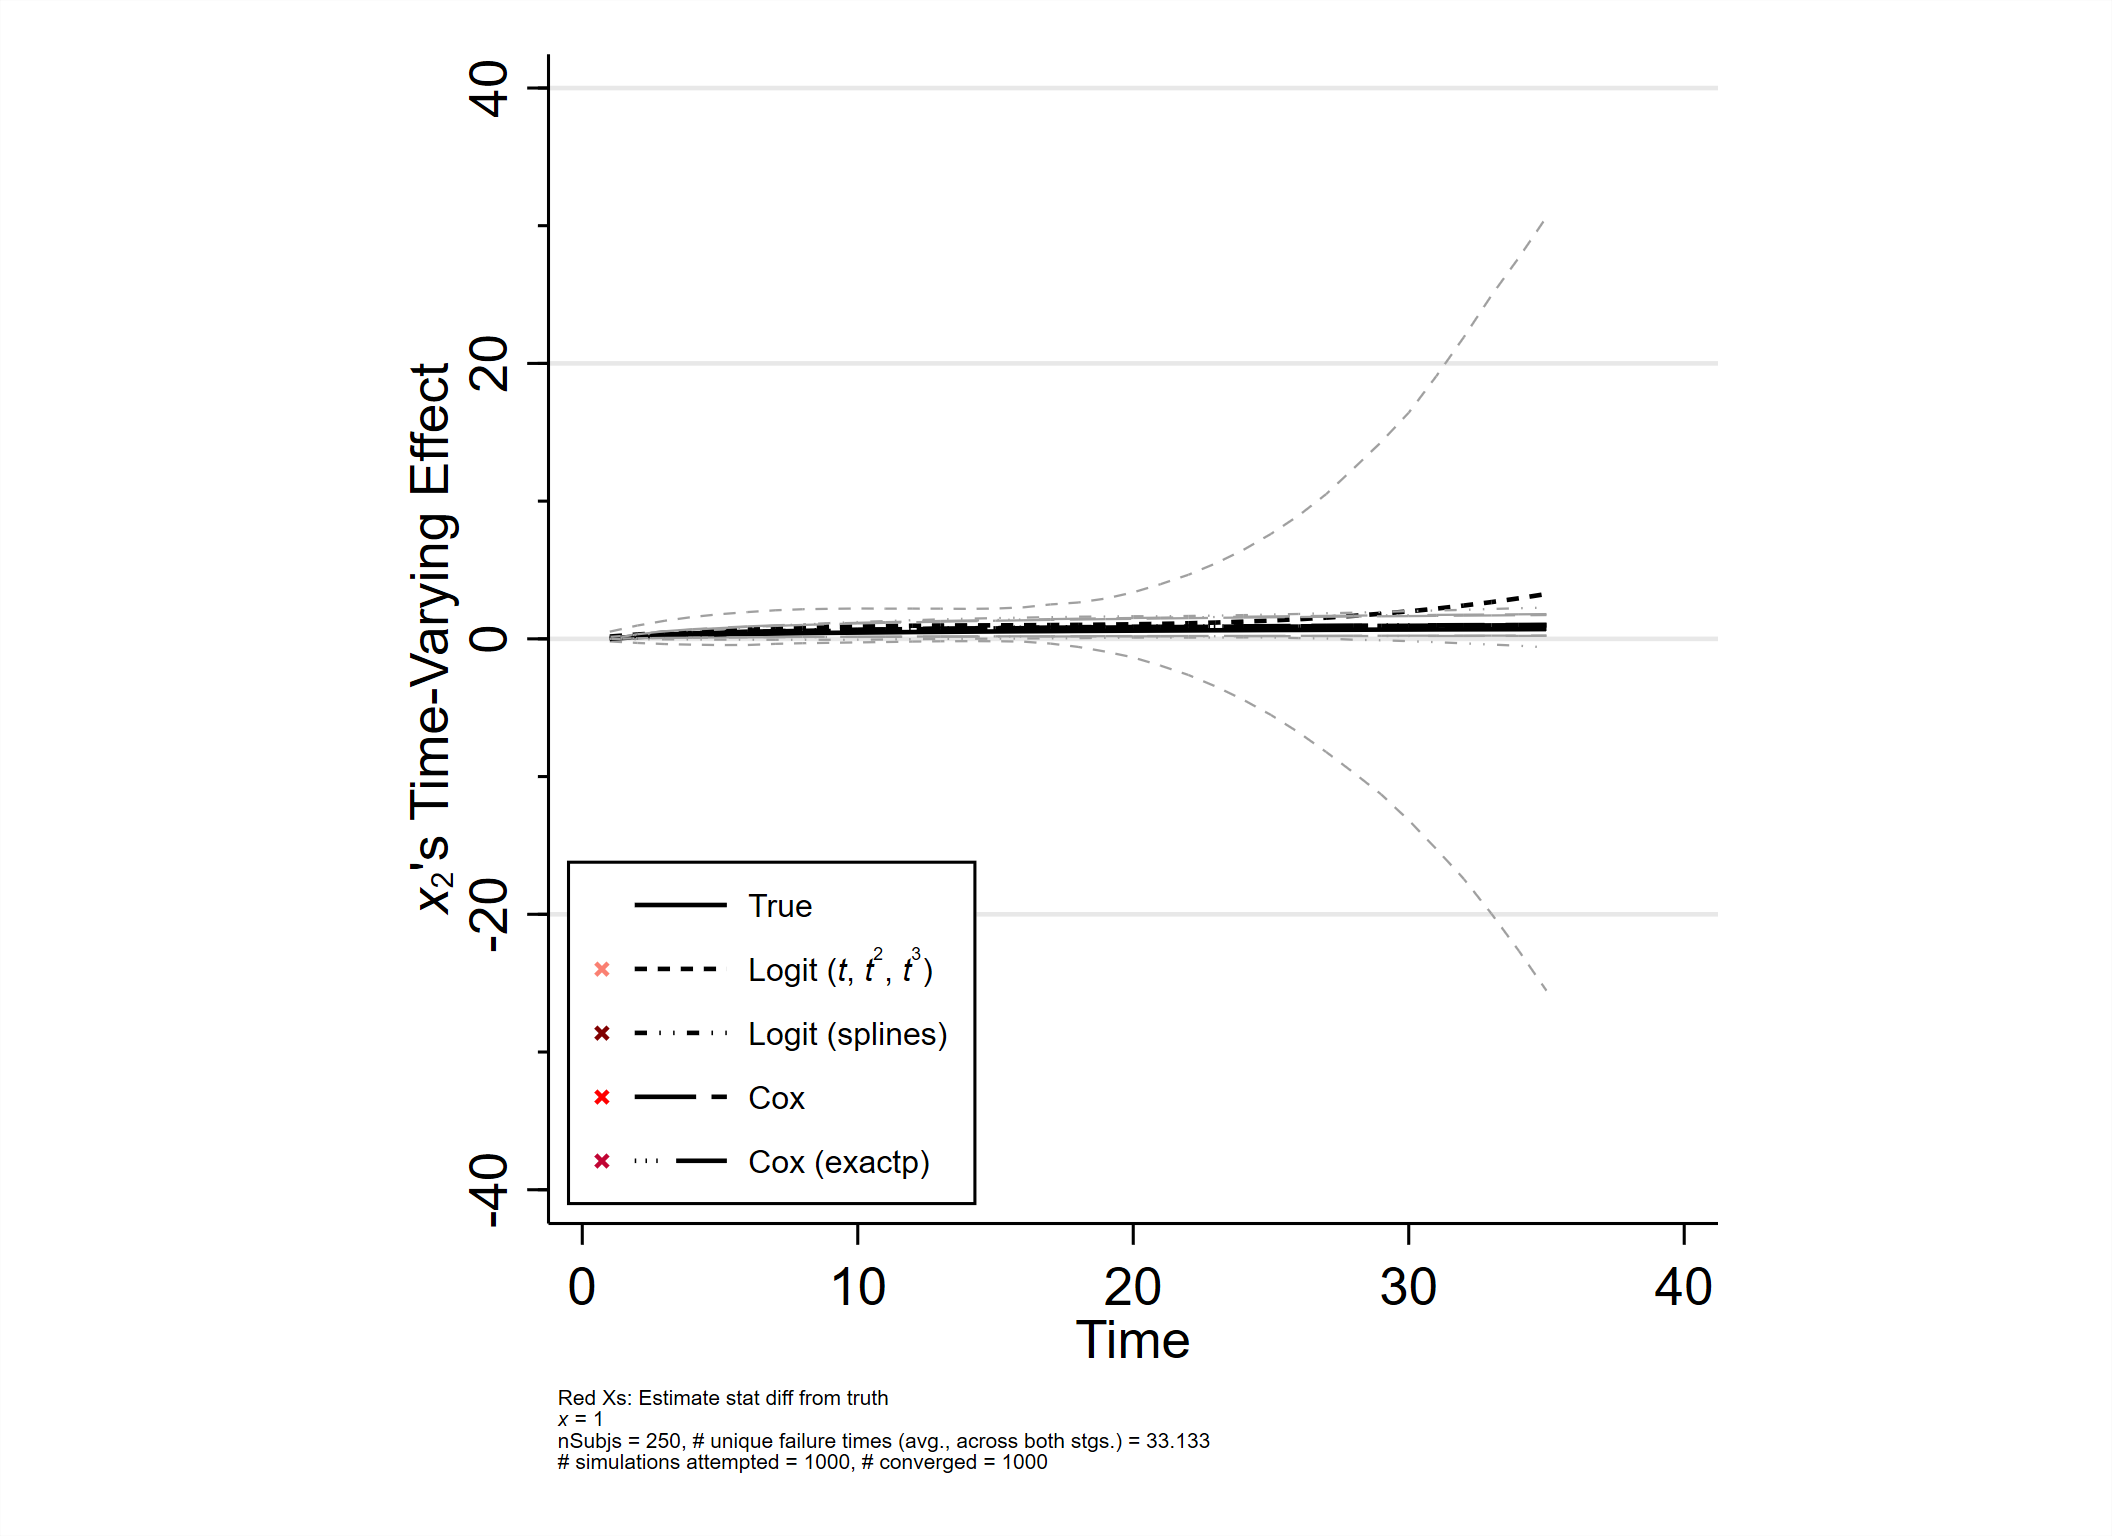 40
20
0
-20
-40
x₂'s Time-Varying Effect
True
Logit (t, t², t³)
Logit (splines)
Cox
Cox (exactp)
0 10 20 30 40
Time
Red Xs: Estimate stat diff from truth
x = 1
nSubjs = 250, # unique failure times (avg., across both stgs.) = 33.133
# simulations attempted = 1000, # converged = 1000